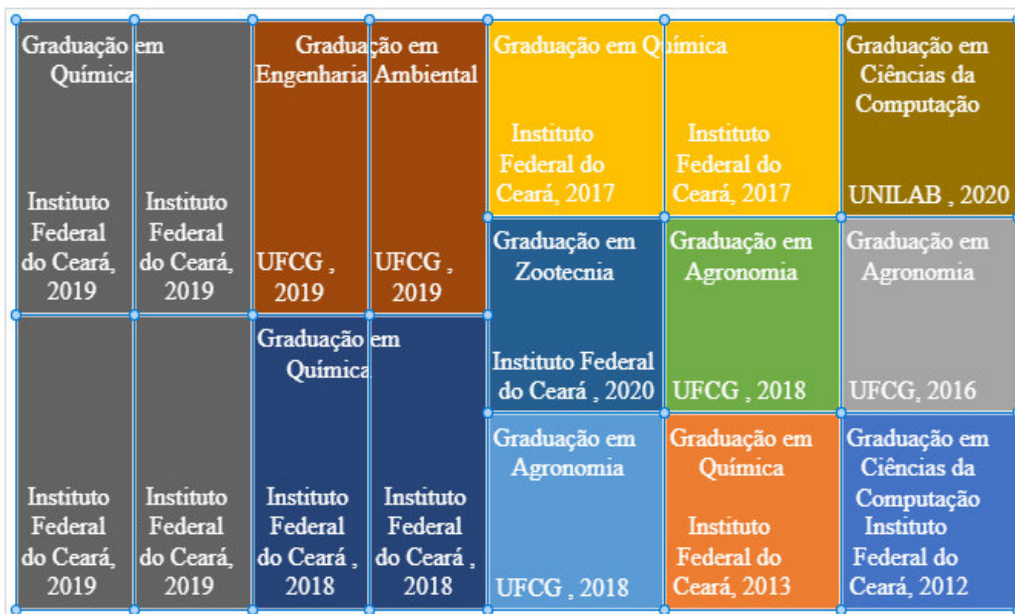 Graduação em
Química
Instituto
Federal
do Ceará,
2019
Instituto
Federal
do Ceará,
2019
Instituto
Federal
do Ceará,
2019
Instituto
Federal
do Ceará,
2019
Graduação em
Engenharia Ambiental
UFCG ,
2019
UFCG ,
2019
Graduação em
Química
Instituto
Federal
do Ceará ,
2018
Instituto
Federal
do Ceará ,
2018
Graduação em Química
Instituto
Federal do
Ceará, 2017
Instituto
Federal do
Ceará, 2017
Graduação em
Ciências da
Computação
UNILAB , 2020
Graduação em
Zootecnia
Instituto Federal
do Ceará , 2020
Graduação em
Agronomia
UFCG , 2018
Graduação em
Agronomia
UFCG, 2016
Graduação em
Agronomia
UFCG , 2018
Graduação em
Química
Instituto
Federal do
Ceará, 2013
Graduação em
Ciências da
Computação
Instituto
Federal do
Ceará, 2012